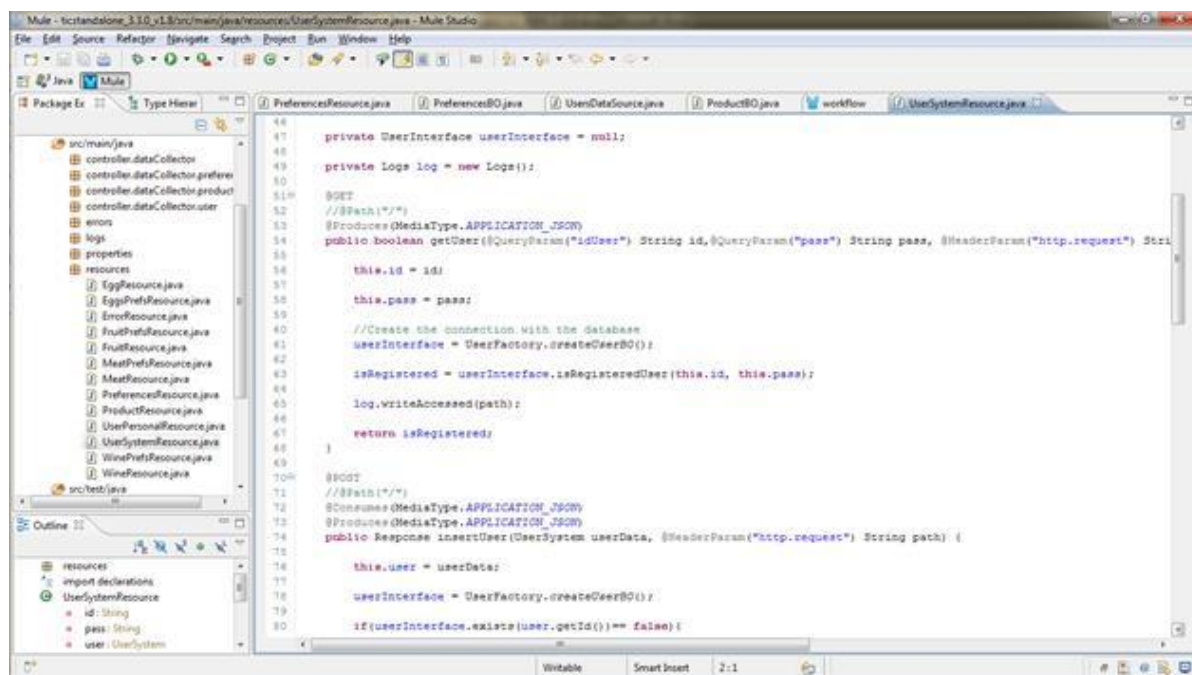 Mule - ticstandalone_3.3.0_v1.8/src/main/java/resources/UserSystemResource.java - Mule Studio
File Edit Source Refactor Navigate Search Project Run Window Help
Java Mule
Package Ex Type Hierar
PreferencesResource.java PreferencesBO.java UsersDataSource.java ProductBO.java workflow UserSystemResource.java
src/main/java
controller.dataCollector
controller.dataCollector.prefere
controller.dataCollector.product
controller.dataCollector.user
errors
logs
properties
resources
EggResource.java
EggsPrefsResource.java
ErrorResource.java
FruitPrefsResource.java
FruitResource.java
MeatPrefsResource.java
MeatResource.java
PreferencesResource.java
ProductResource.java
UserPersonalResource.java
UserSystemResource.java
WinePrefsResource.java
WineResource.java
src/test/java
Outline
resources
import declarations
UserSystemResource
id : String
pass : String
user : UserSystem
46
47 private UserInterface userInterface = null;
48
49 private Logs log = new Logs();
50
51 @GET
52 //@Path("/")
53 @Produces(MediaType.APPLICATION_JSON)
54 public boolean getUser(@QueryParam("idUser") String id,@QueryParam("pass") String pass, @HeaderParam("http.request") Stri
55
56 this.id = id;
57
58 this.pass = pass;
59
60 //Create the connection with the database
61 userInterface = UserFactory.createUserBO();
62
63 isRegistered = userInterface.isRegisteredUser(this.id, this.pass);
64
65 log.writeAccessed(path);
66
67 return isRegistered;
68 }
69
70 @POST
71 //@Path("/")
72 @Consumes(MediaType.APPLICATION_JSON)
73 @Produces(MediaType.APPLICATION_JSON)
74 public Response insertUser(UserSystem userData, @HeaderParam("http.request") String path) {
75
76 this.user = userData;
77
78 userInterface = UserFactory.createUserBO();
79
80 if(userInterface.exists(user.getId())== false){
Writable Smart Insert 2:1